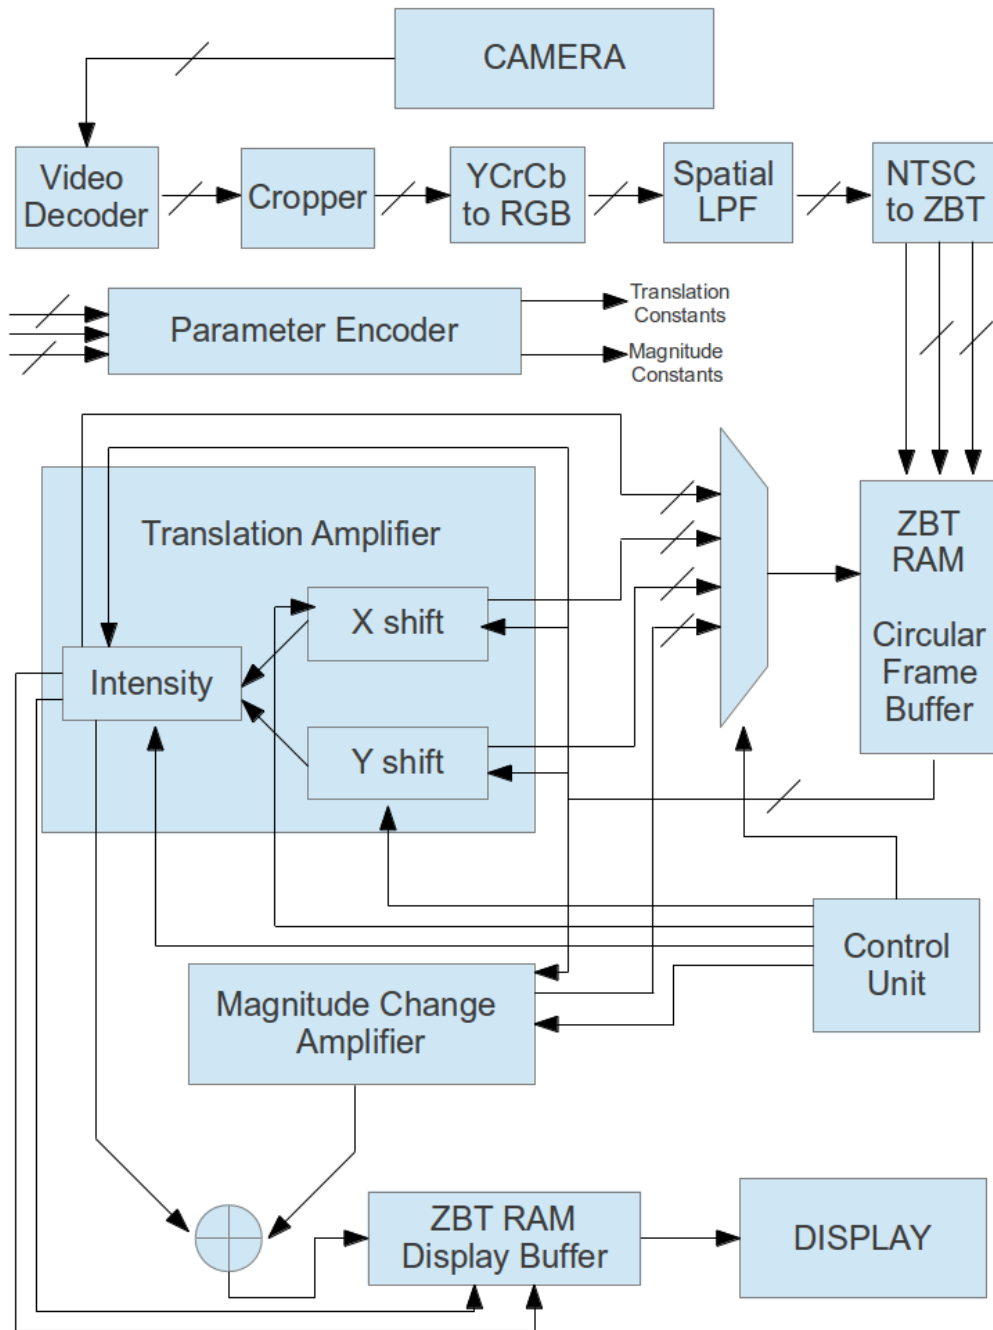 CAMERA
Video
Decoder
Cropper
YCrCb
to RGB
Spatial
LPF
NTSC
to ZBT
Parameter Encoder
Translation
Constants
Magnitude
Constants
Translation Amplifier
X shift
Intensity
Y shift
ZBT
RAM
Circular
Frame
Buffer
Control
Unit
Magnitude Change
Amplifier
ZBT RAM
Display Buffer
DISPLAY